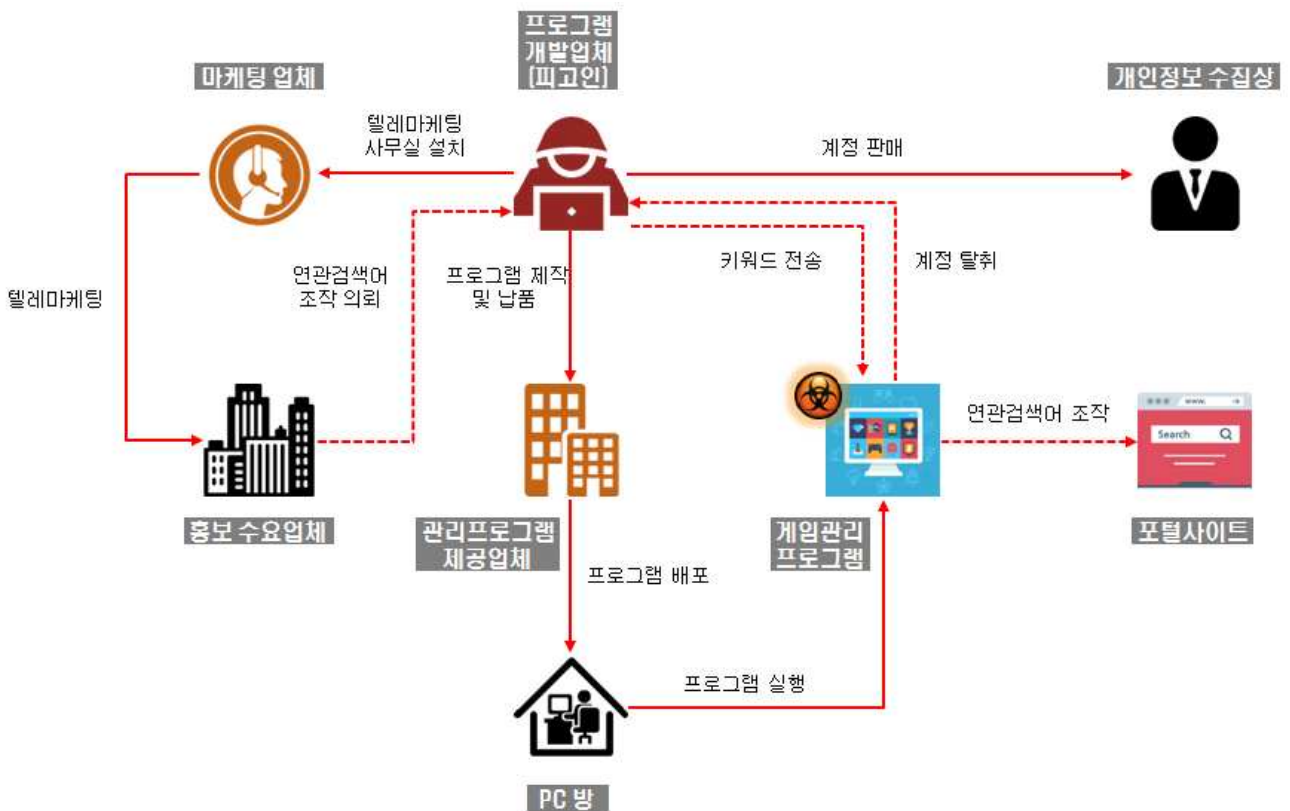 프로그램
개발업체
(피고인)
마케팅 업체
개인정보 수집상
텔레마케팅
사무실 설치
계정 판매
연관검색어
조작 의뢰
프로그램 제작
및 납품
키워드 전송
계정 탈취
텔레마케팅
연관검색어 조작
www.
Search
홍보 수요업체
관리프로그램
제공업체
게임관리
프로그램
포털사이트
프로그램 배포
프로그램 실행
PC 방